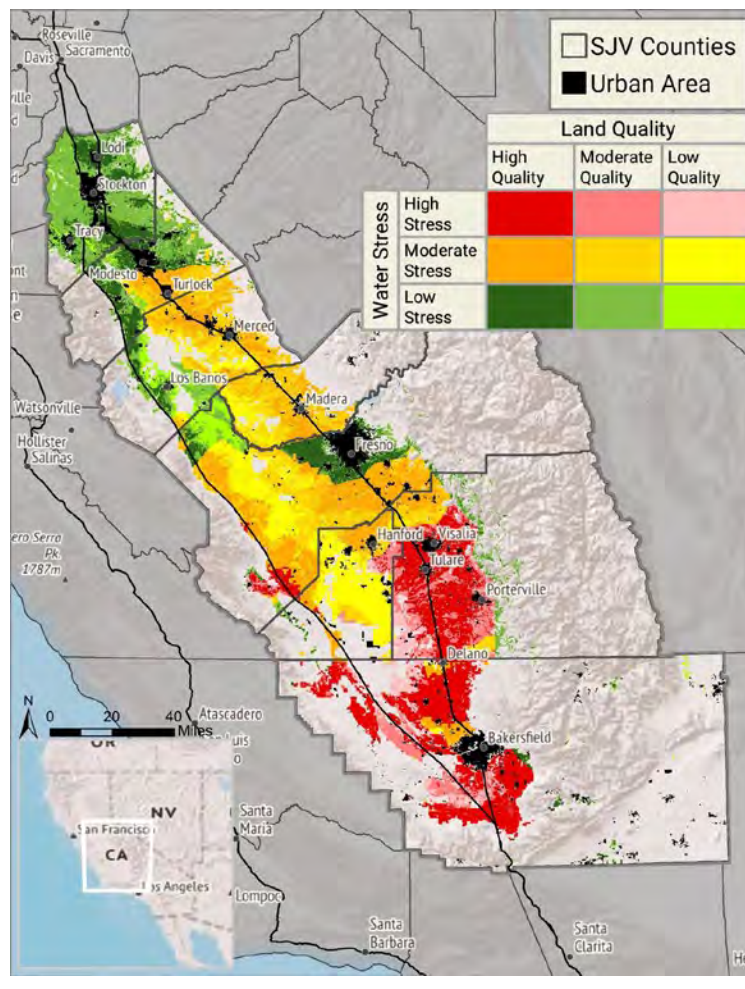 Roseville
Davis
Sacramento
SJV Counties
Urban Area
Land Quality
High
Quality
Moderate
Quality
Low
Quality
Water Stress
High
Stress
Moderate
Stress
Low
Stress
Lodi
Stockton
Tracy
Modesto
Turlock
Merced
Los Banos
Madera
Watsonville
Hollister
Salinas
Fresno
Hanford
Visalia
Tulare
Pk.
1787m
Porterville
Delano
N
0 20 40 Miles
Atascadero
Bakersfield
OR
NV
San Francisco
CA
Los Angeles
Santa
Maria
Lompoc
Santa
Barbara
Santa
Clarita